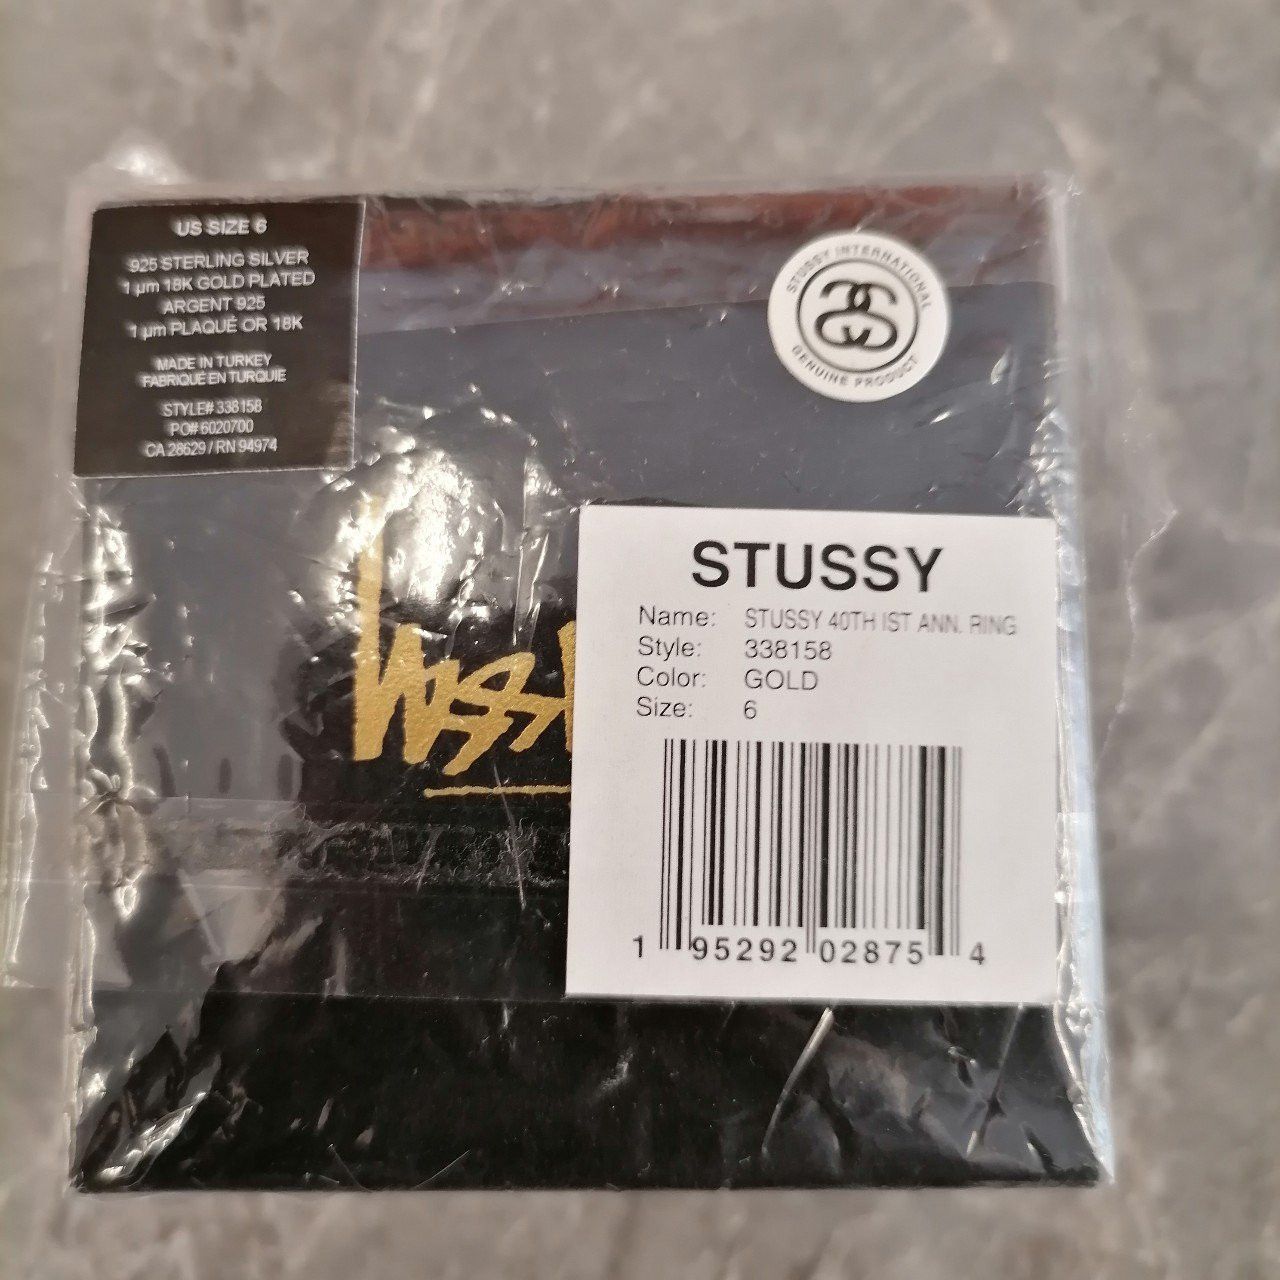 US SIZE 6
925 STERLING SILVER
1 µm 18K GOLD PLATED
ARGENT 925
1 µm PLAQUÉ OR 18K
MADE IN TURKEY
FABRIQUÉ EN TURQUIE
STYLE# 338158
PO# 6020700
CA 28629 / RN 94974
STUSSY INTERNATIONAL
GENUINE PRODUCT
STUSSY
Name: STUSSY 40TH IST ANN. RING
Style: 338158
Color: GOLD
Size: 6
1 95292 02875 4